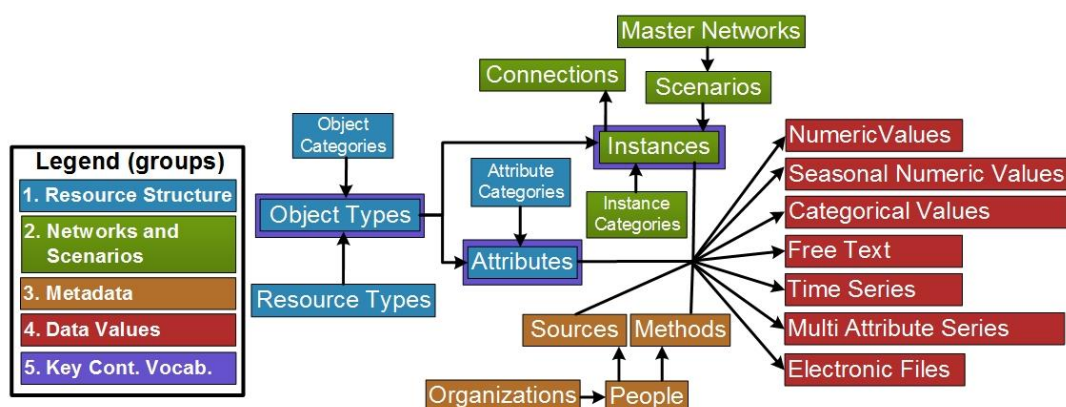 Master Networks
Connections
Scenarios
Object
Categories
Instances
NumericValues
Legend (groups)
Attribute
Categories
Seasonal Numeric Values
1. Resource Structure
Object Types
Instance
Categories
Categorical Values
2. Networks and
Scenarios
Attributes
Free Text
3. Metadata
Resource Types
Time Series
4. Data Values
Sources
Methods
Multi Attribute Series
5. Key Cont. Vocab.
Electronic Files
Organizations
People